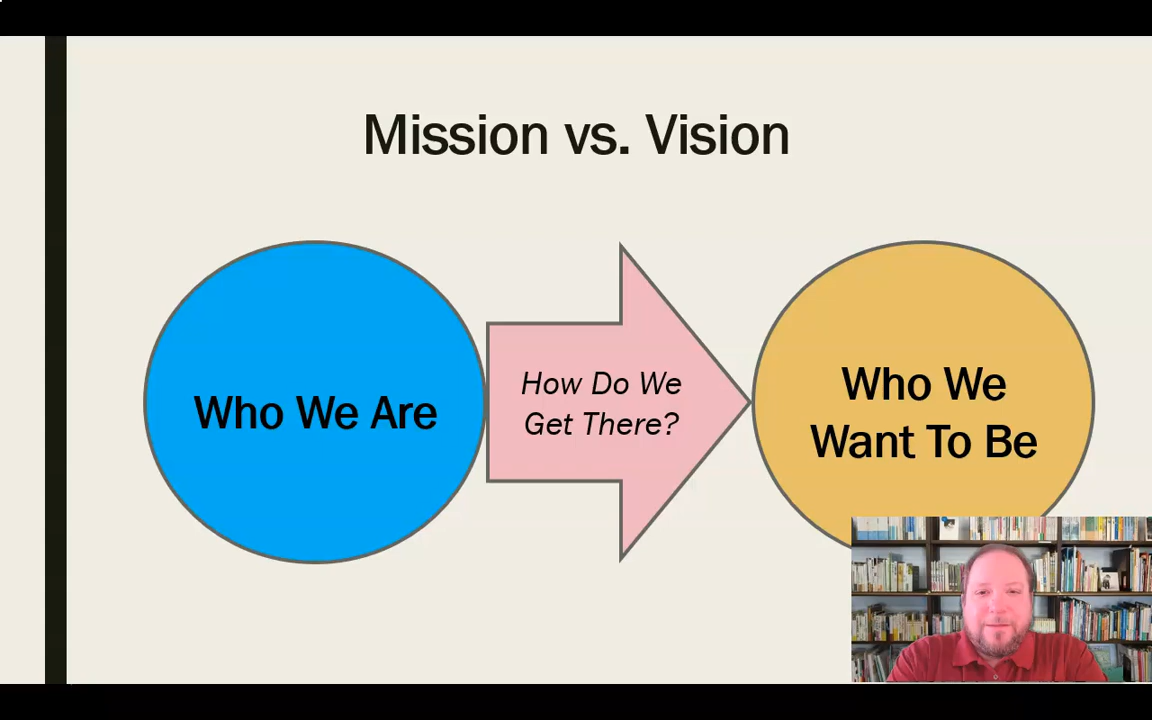 Mission vs. Vision
Who We Are
How Do We
Get There?
Who We
Want To Be